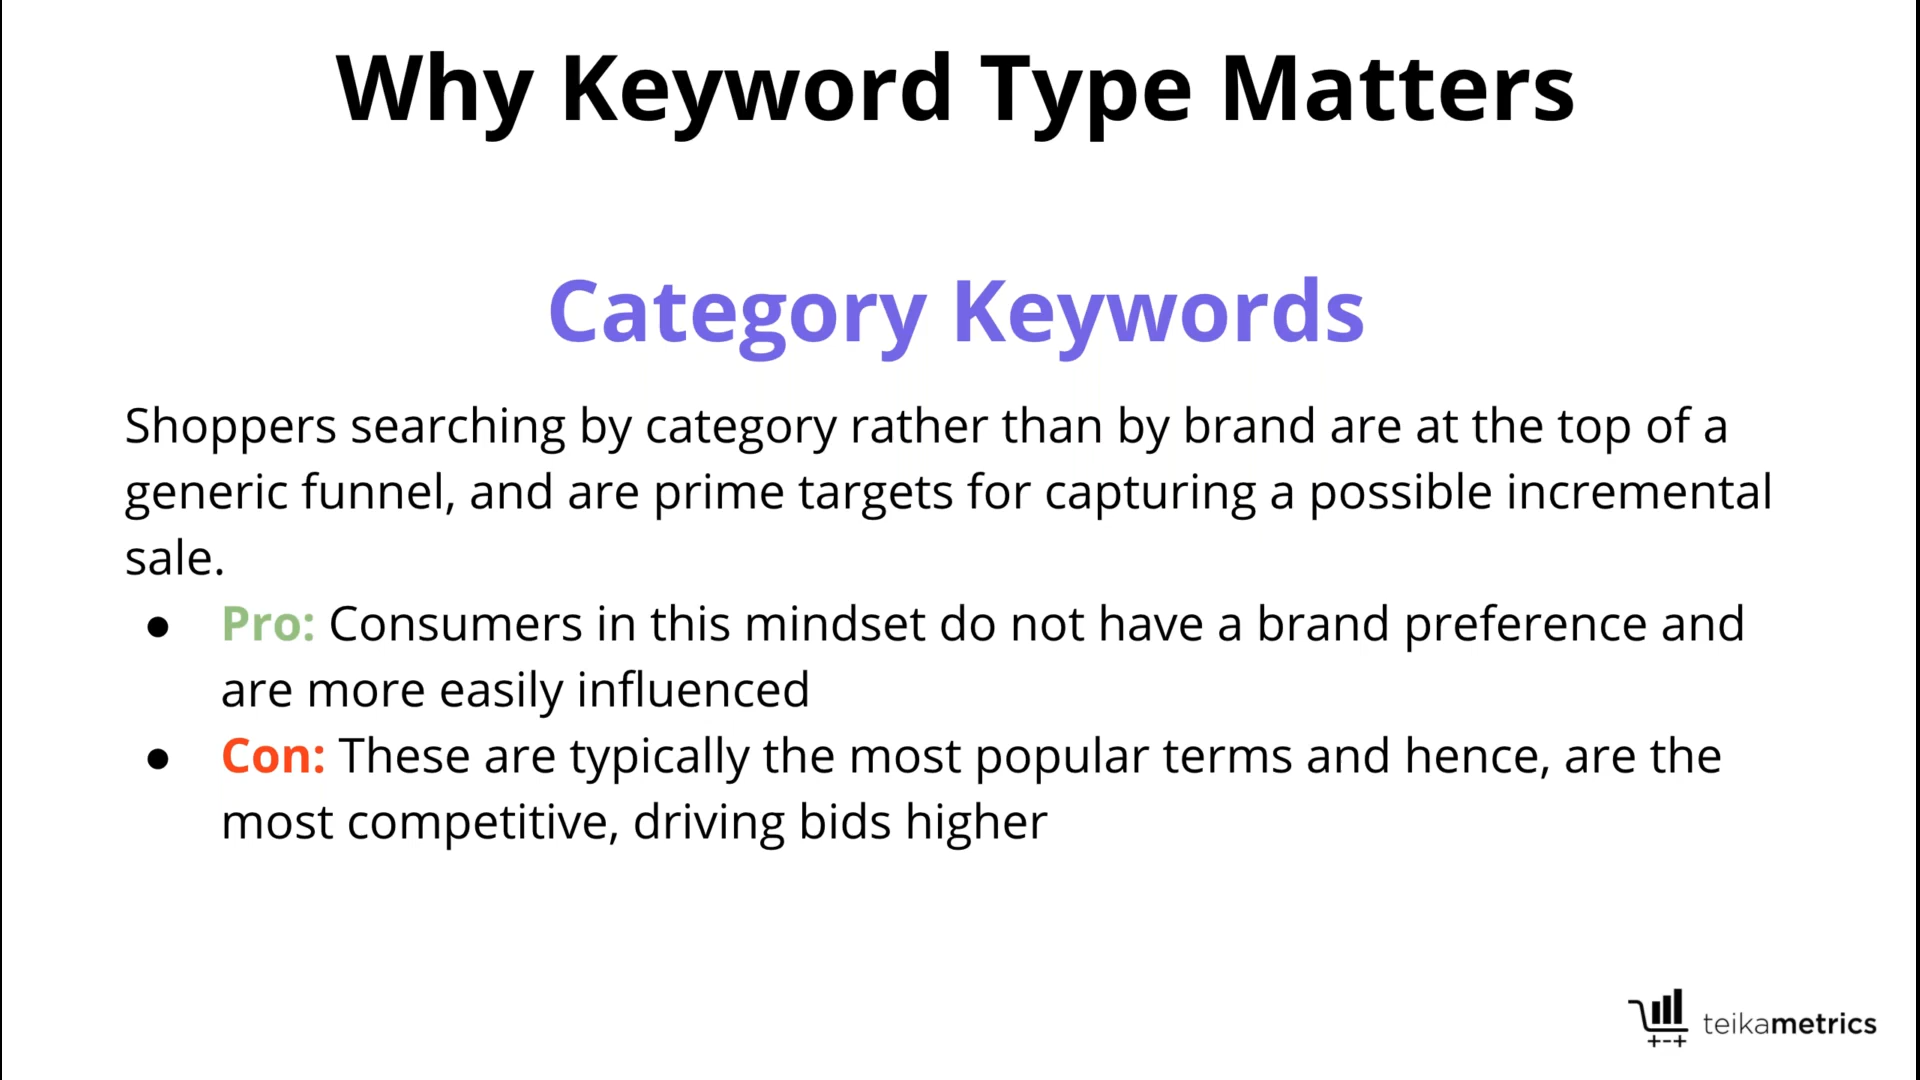 Why Keyword Type Matters
Category Keywords
Shoppers searching by category rather than by brand are at the top of a
generic funnel, and are prime targets for capturing a possible incremental
sale.
● Pro: Consumers in this mindset do not have a brand preference and
are more easily influenced
● Con: These are typically the most popular terms and hence, are the
most competitive, driving bids higher
teikametrics